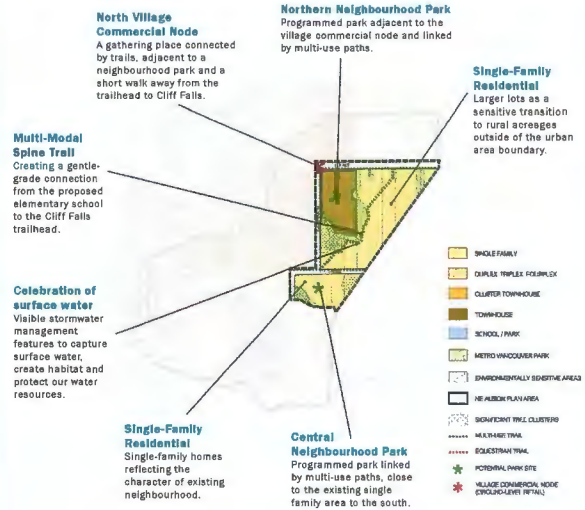 North Village
Commercial Node
A gathering place connected
by trails, adjacent to a
neighbourhood park and a
short walk away from the
trailhead to Cliff Falls.
Northern Neighbourhood Park
Programmed park adjacent to the
village commercial node and linked
by multi-use paths.
Single-Family
Residential
Larger lots as a
sensitive transition
to rural acreages
outside of the urban
area boundary.
Multi-Modal
Spine Trail
Creating a gentle-
grade connection
from the proposed
elementary school
to the Cliff Falls
trailhead.
Celebration of
surface water
Visible stormwater
management
features to capture
surface water,
create habitat and
protect our water
resources.
Single-Family
Residential
Single-family homes
reflecting the
character of existing
neighbourhood.
Central
Neighbourhood Park
Programmed park linked
by multi-use paths, close
to the existing single
family area to the south.
SINGLE FAMILY
DUPLEX TRIPLEX FOURPLEX
CLUSTER TOWNHOUSE
TOWNHOUSE
SCHOOL / PARK
METRO VANCOUVER PARK
ENVIRONMENTALLY SENSITIVE AREAS
NE ALBION PLAN AREA
SIGNIFICANT TREE CLUSTERS
MULTI-USE TRAIL
EQUESTRIAN TRAIL
POTENTIAL PARK SITE
VILLAGE COMMERCIAL NODE
(GROUND-LEVEL RETAIL)